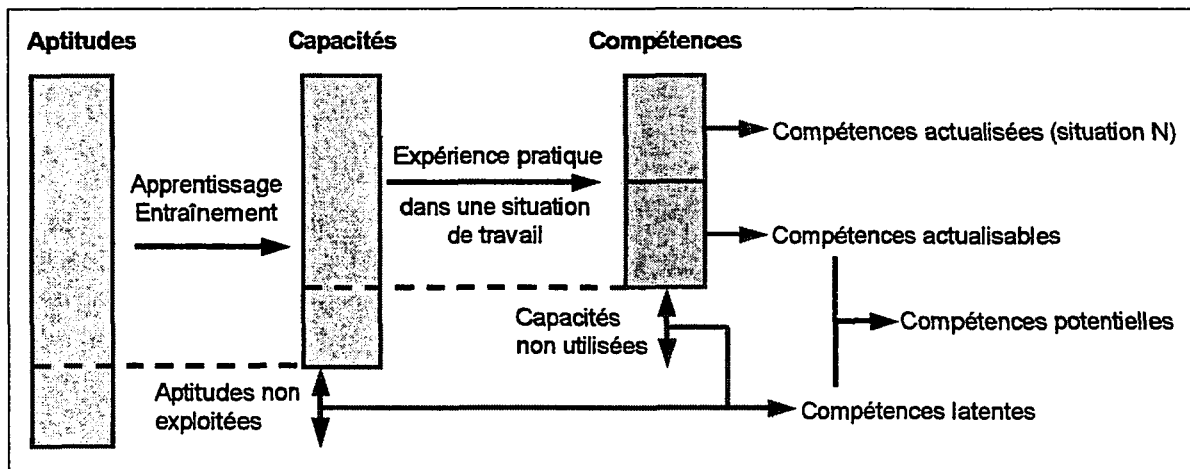 Aptitudes
Capacités
Compétences
Apprentissage
Entraînement
Expérience pratique
dans une situation
de travail
Compétences actualisées (situation N)
Compétences actualisables
Capacités
non utilisées
Compétences potentielles
Aptitudes non
exploitées
Compétences latentes